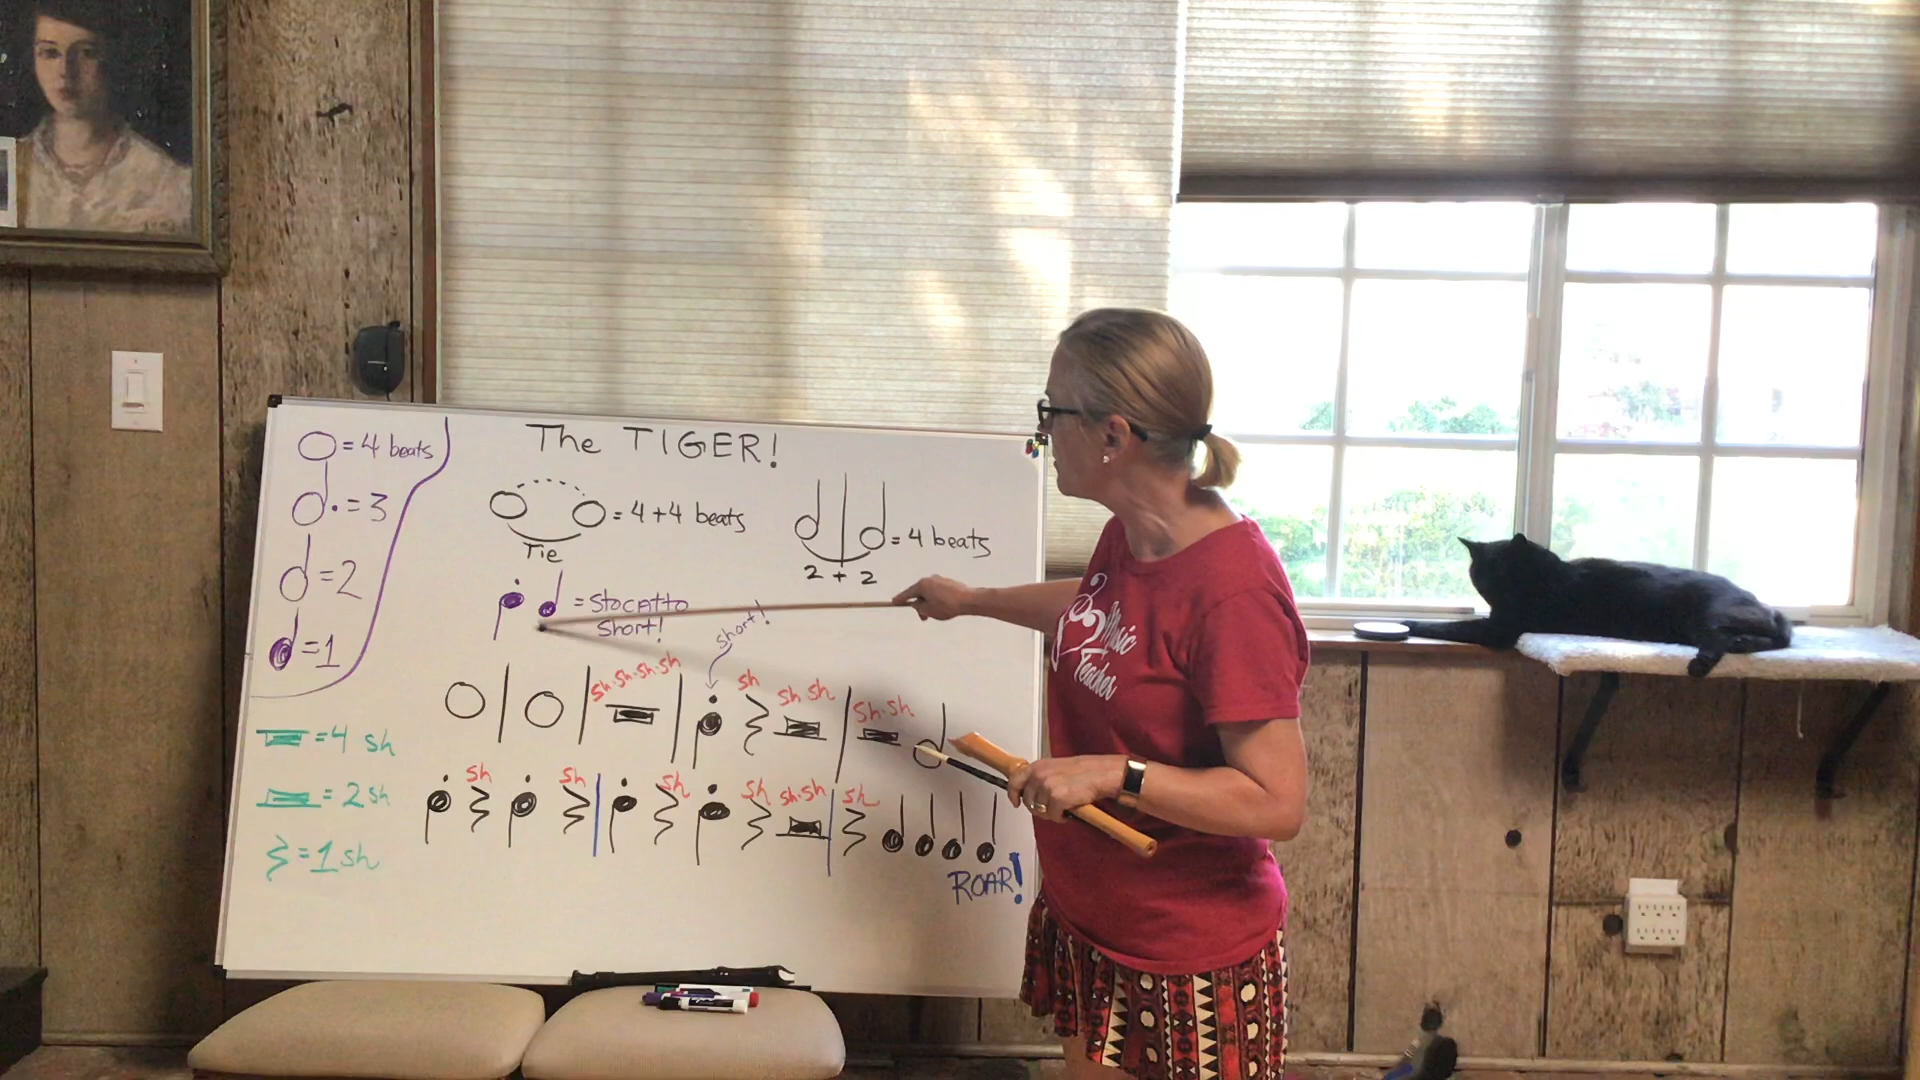 The TIGER!
= 4 beats
= 3
= 2
= 1
= 4 + 4 beats
Tie
= 4 beats
2 + 2
= Stocatto
Short!
short!
sh. sh. sh. sh
sh
sh sh
sh. sh
= 4 sh
= 2 sh
= 1 sh
sh
sh
sh
sh
sh. sh
sh
ROAR!
Music
Teacher